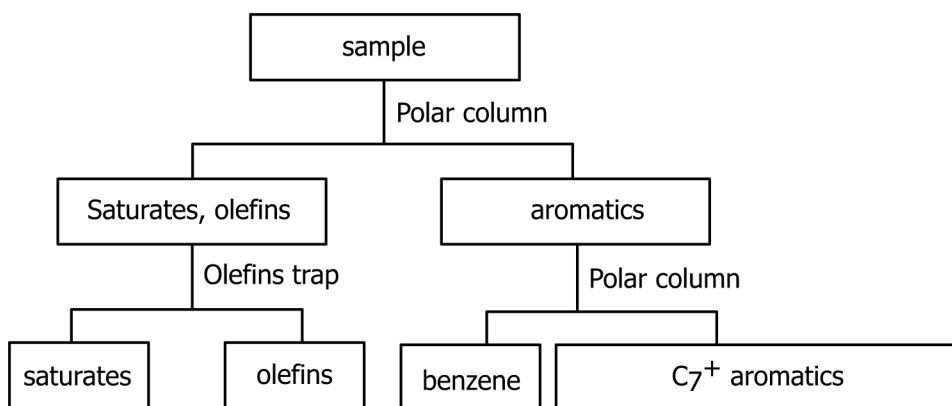 sample
Polar column
Saturates, olefins
aromatics
Olefins trap
Polar column
saturates
olefins
benzene
C7+ aromatics